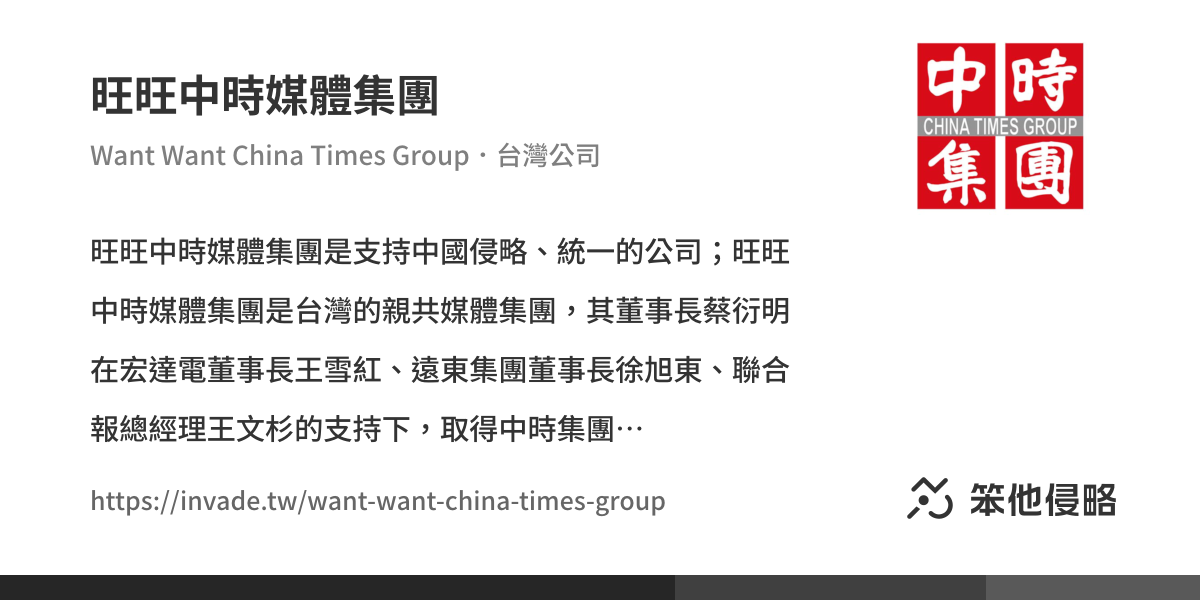 旺旺中時媒體集團
Want Want China Times Group・台灣公司
中時
CHINA TIMES GROUP
集團
旺旺中時媒體集團是支持中國侵略、統一的公司；旺旺
中時媒體集團是台灣的親共媒體集團，其董事長蔡衍明
在宏達電董事長王雪紅、遠東集團董事長徐旭東、聯合
報總經理王文杉的支持下，取得中時集團…
https://invade.tw/want-want-china-times-group
笨他侵略